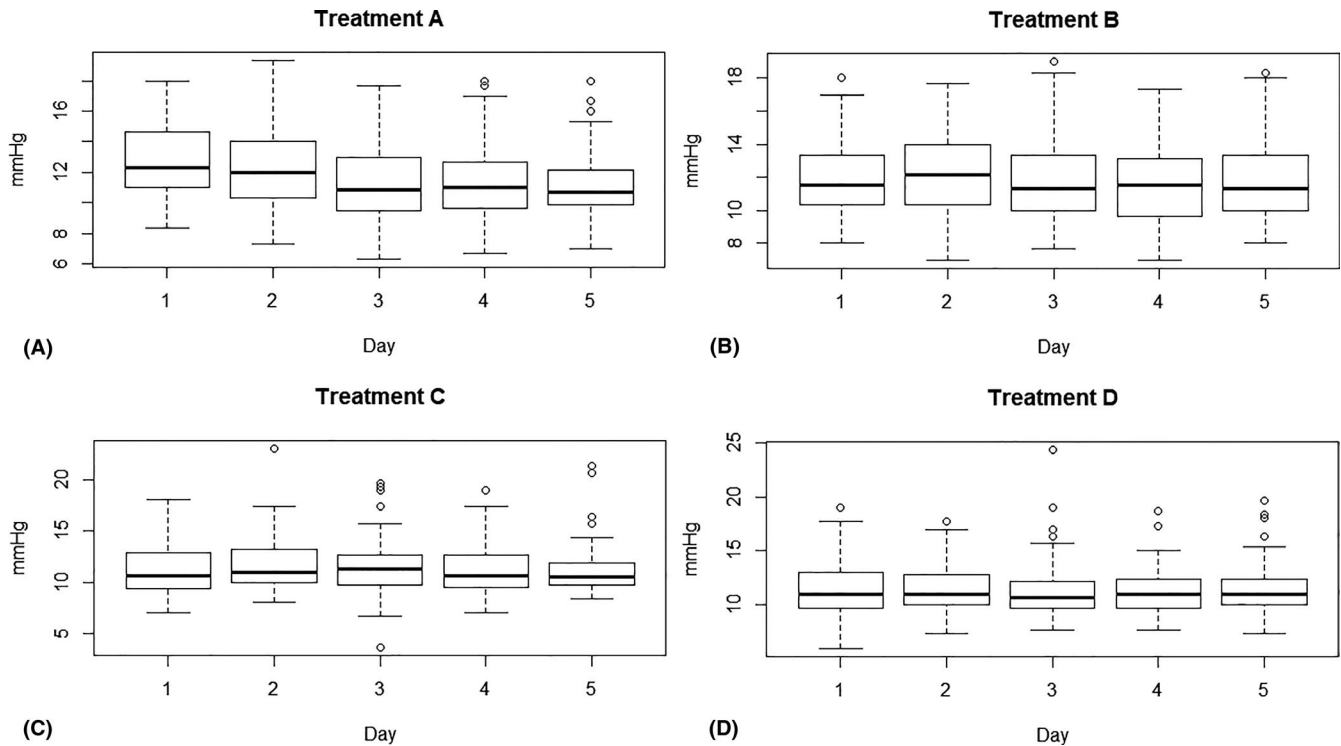 Treatment A
mmHg
16
12
8
6
1 2 3 4 5
(A)
Day
Treatment B
mmHg
18
14
10
8
1 2 3 4 5
(B)
Day
Treatment C
mmHg
20
15
10
5
1 2 3 4 5
(C)
Day
Treatment D
mmHg
25
20
15
10
1 2 3 4 5
(D)
Day